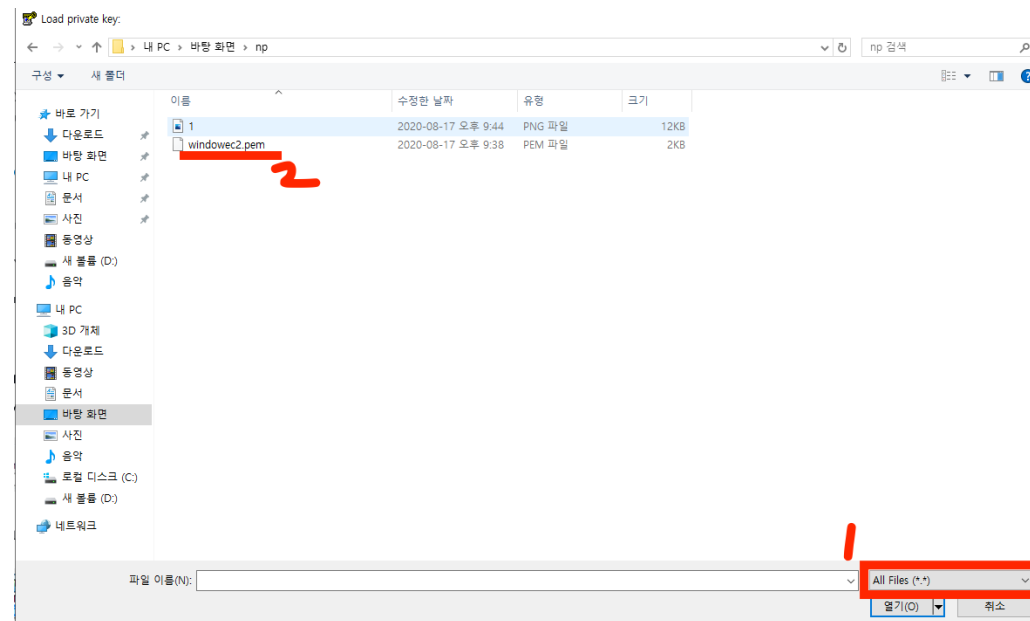 Load private key:
내 PC › 바탕 화면 › np
np 검색
구성
새 폴더
이름 수정한 날짜 유형 크기
1 2020-08-17 오후 9:44 PNG 파일 12KB
windowec2.pem 2020-08-17 오후 9:38 PEM 파일 2KB
2
바로 가기
다운로드
바탕 화면
내 PC
문서
사진
동영상
새 볼륨 (D:)
음악
내 PC
3D 개체
다운로드
동영상
문서
바탕 화면
사진
음악
로컬 디스크 (C:)
새 볼륨 (D:)
네트워크
1
파일 이름(N):
All Files (*.*)
열기(O) 취소